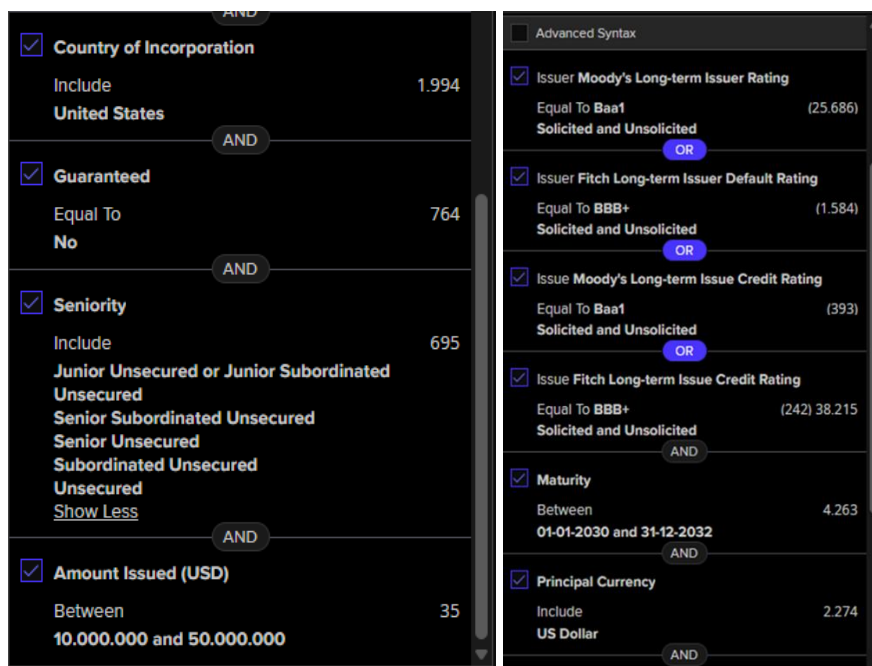 AND
Country of Incorporation
Include 1.994
United States
AND
Guaranteed
Equal To 764
No
AND
Seniority
Include 695
Junior Unsecured or Junior Subordinated
Unsecured
Senior Subordinated Unsecured
Senior Unsecured
Subordinated Unsecured
Unsecured
Show Less
AND
Amount Issued (USD)
Between 35
10.000.000 and 50.000.000
Advanced Syntax
Issuer Moody's Long-term Issuer Rating
Equal To Baa1 (25.686)
Solicited and Unsolicited
OR
Issuer Fitch Long-term Issuer Default Rating
Equal To BBB+ (1.584)
Solicited and Unsolicited
OR
Issue Moody's Long-term Issue Credit Rating
Equal To Baa1 (393)
Solicited and Unsolicited
OR
Issue Fitch Long-term Issue Credit Rating
Equal To BBB+ (242) 38.215
Solicited and Unsolicited
AND
Maturity
Between 4.263
01-01-2030 and 31-12-2032
AND
Principal Currency
Include 2.274
US Dollar
AND